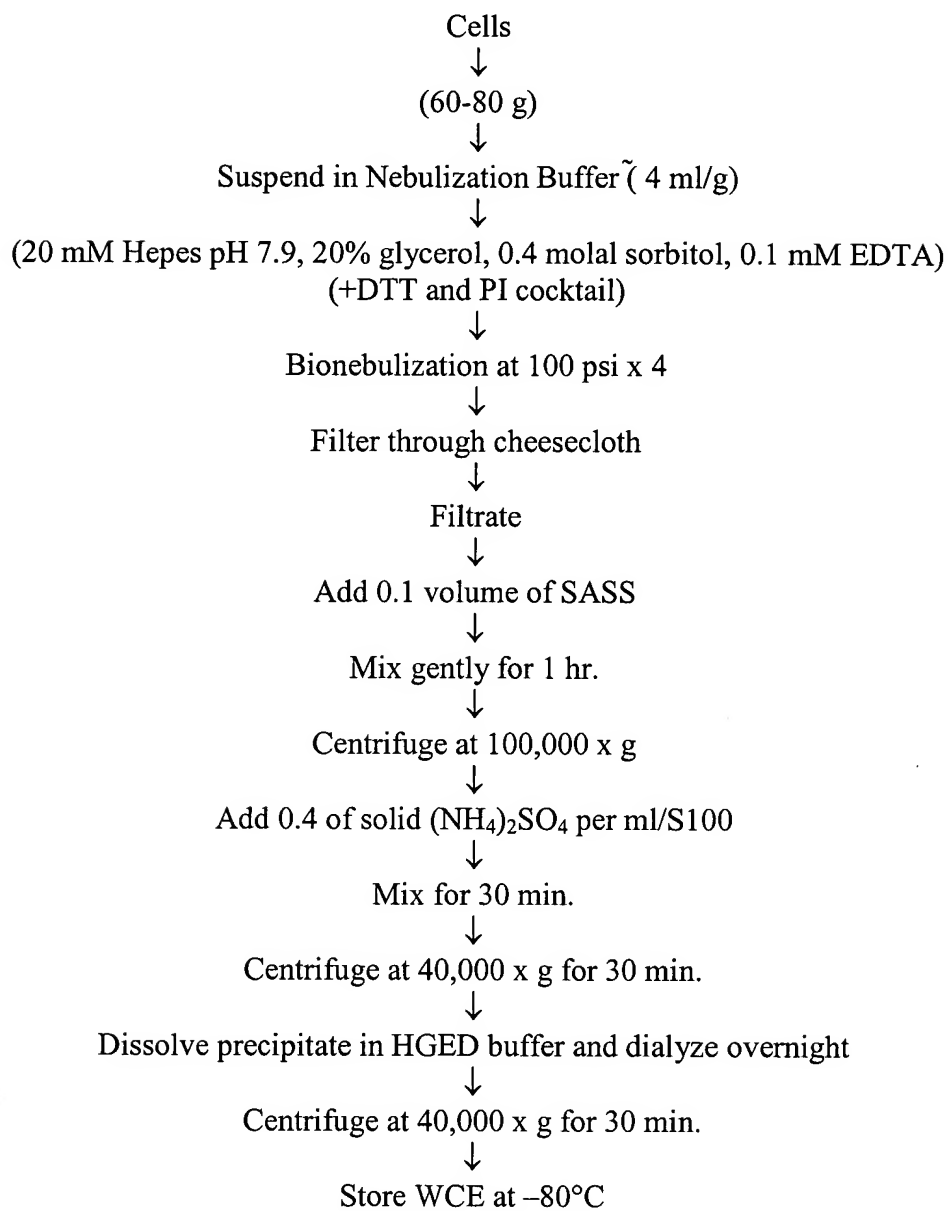 Cells
↓
(60-80 g)
↓
Suspend in Nebulization Buffer ~( 4 ml/g)
↓
(20 mM Hepes pH 7.9, 20% glycerol, 0.4 molal sorbitol, 0.1 mM EDTA)
(+DTT and PI cocktail)
↓
Bionebulization at 100 psi x 4
↓
Filter through cheesecloth
↓
Filtrate
↓
Add 0.1 volume of SASS
↓
Mix gently for 1 hr.
↓
Centrifuge at 100,000 x g
↓
Add 0.4 of solid (NH₄)₂SO₄ per ml/S100
↓
Mix for 30 min.
↓
Centrifuge at 40,000 x g for 30 min.
↓
Dissolve precipitate in HGED buffer and dialyze overnight
↓
Centrifuge at 40,000 x g for 30 min.
↓
Store WCE at –80°C